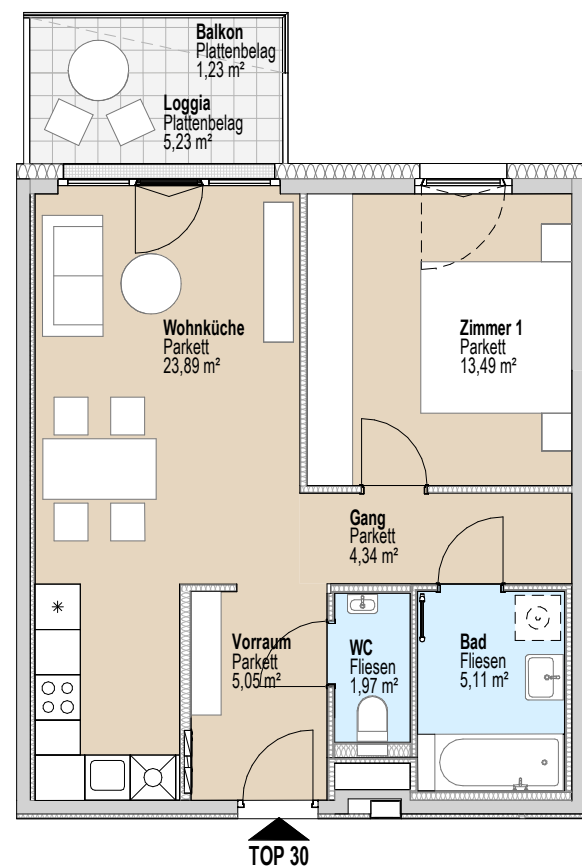 Balkon
Plattenbelag
1,23 m²
Loggia
Plattenbelag
5,23 m²
Wohnküche
Parkett
23,89 m²
Zimmer 1
Parkett
13,49 m²
Gang
Parkett
4,34 m²
Vorraum
Parkett
5,05 m²
WC
Fliesen
1,97 m²
Bad
Fliesen
5,11 m²
TOP 30